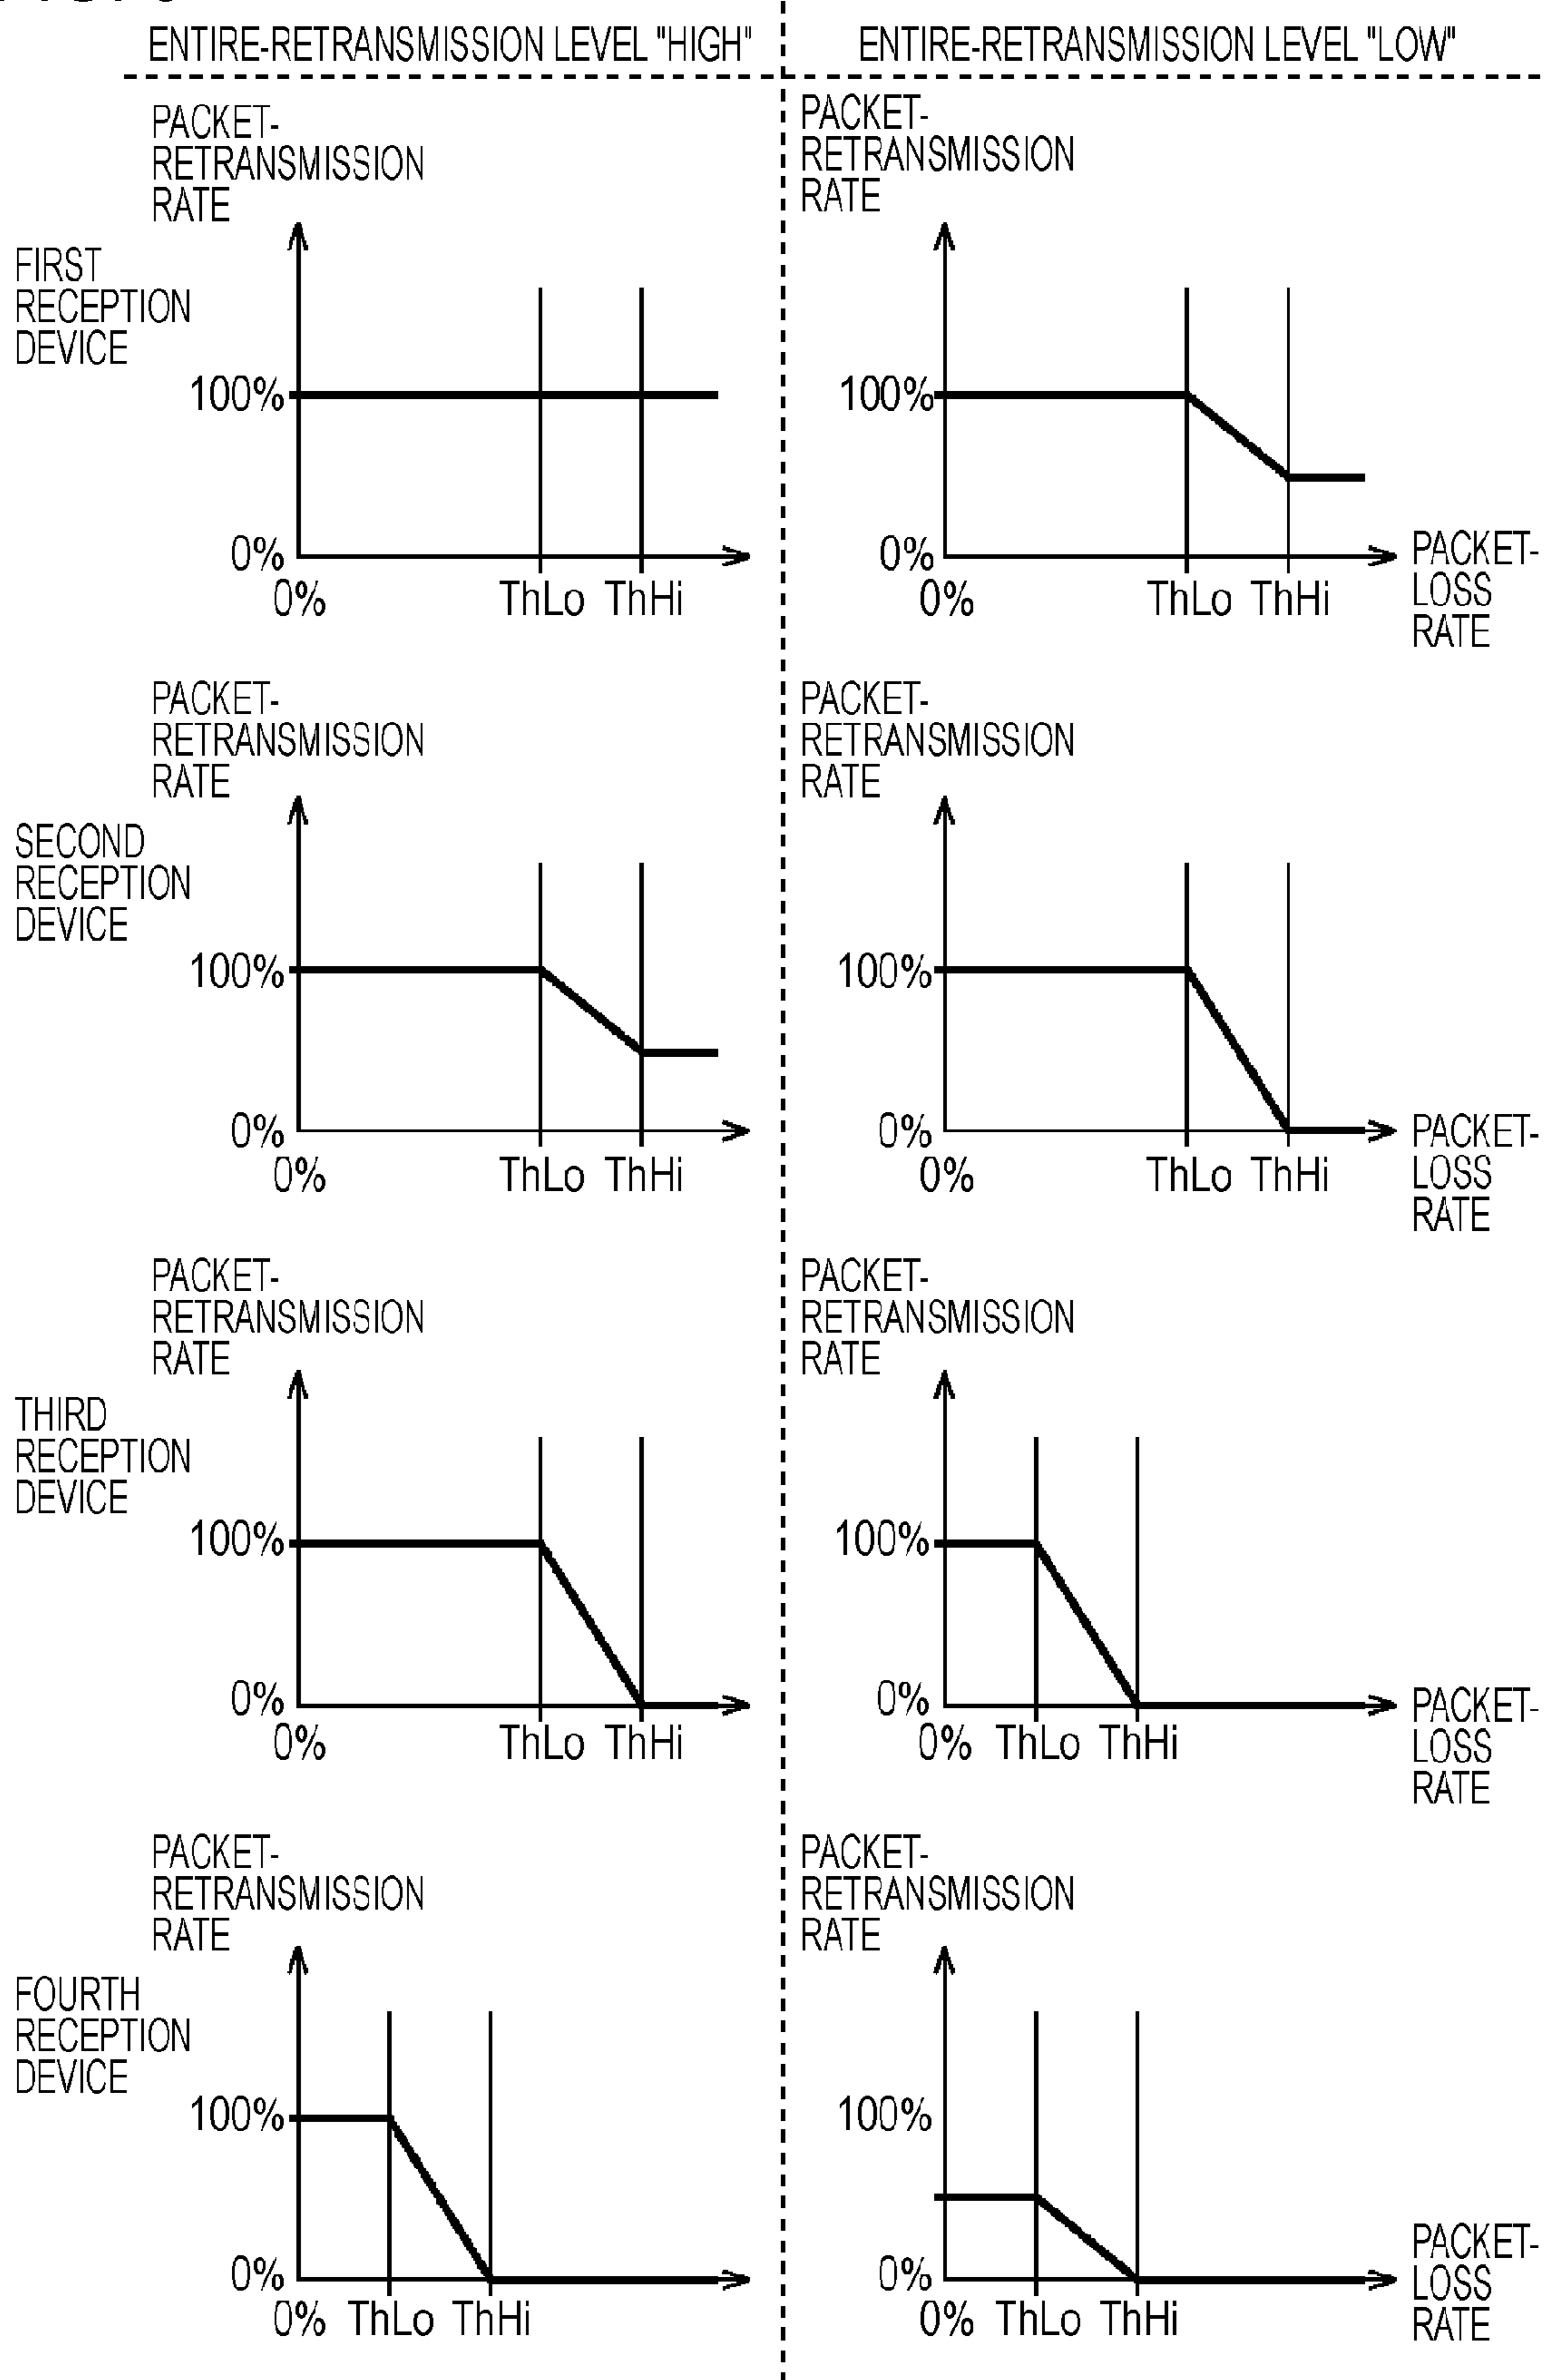 ENTIRE-RETRANSMISSION LEVEL "HIGH"
ENTIRE-RETRANSMISSION LEVEL "LOW"
FIRST
RECEPTION
DEVICE
PACKET-
RETRANSMISSION
RATE
100%
0%
0%
ThLo
ThHi
PACKET-
RETRANSMISSION
RATE
100%
0%
0%
ThLo
ThHi
PACKET-
LOSS
RATE
SECOND
RECEPTION
DEVICE
PACKET-
RETRANSMISSION
RATE
100%
0%
0%
ThLo
ThHi
PACKET-
RETRANSMISSION
RATE
100%
0%
0%
ThLo
ThHi
PACKET-
LOSS
RATE
THIRD
RECEPTION
DEVICE
PACKET-
RETRANSMISSION
RATE
100%
0%
0%
ThLo
ThHi
PACKET-
RETRANSMISSION
RATE
100%
0%
0%
ThLo
ThHi
PACKET-
LOSS
RATE
FOURTH
RECEPTION
DEVICE
PACKET-
RETRANSMISSION
RATE
100%
0%
0%
ThLo
ThHi
PACKET-
RETRANSMISSION
RATE
100%
0%
0%
ThLo
ThHi
PACKET-
LOSS
RATE